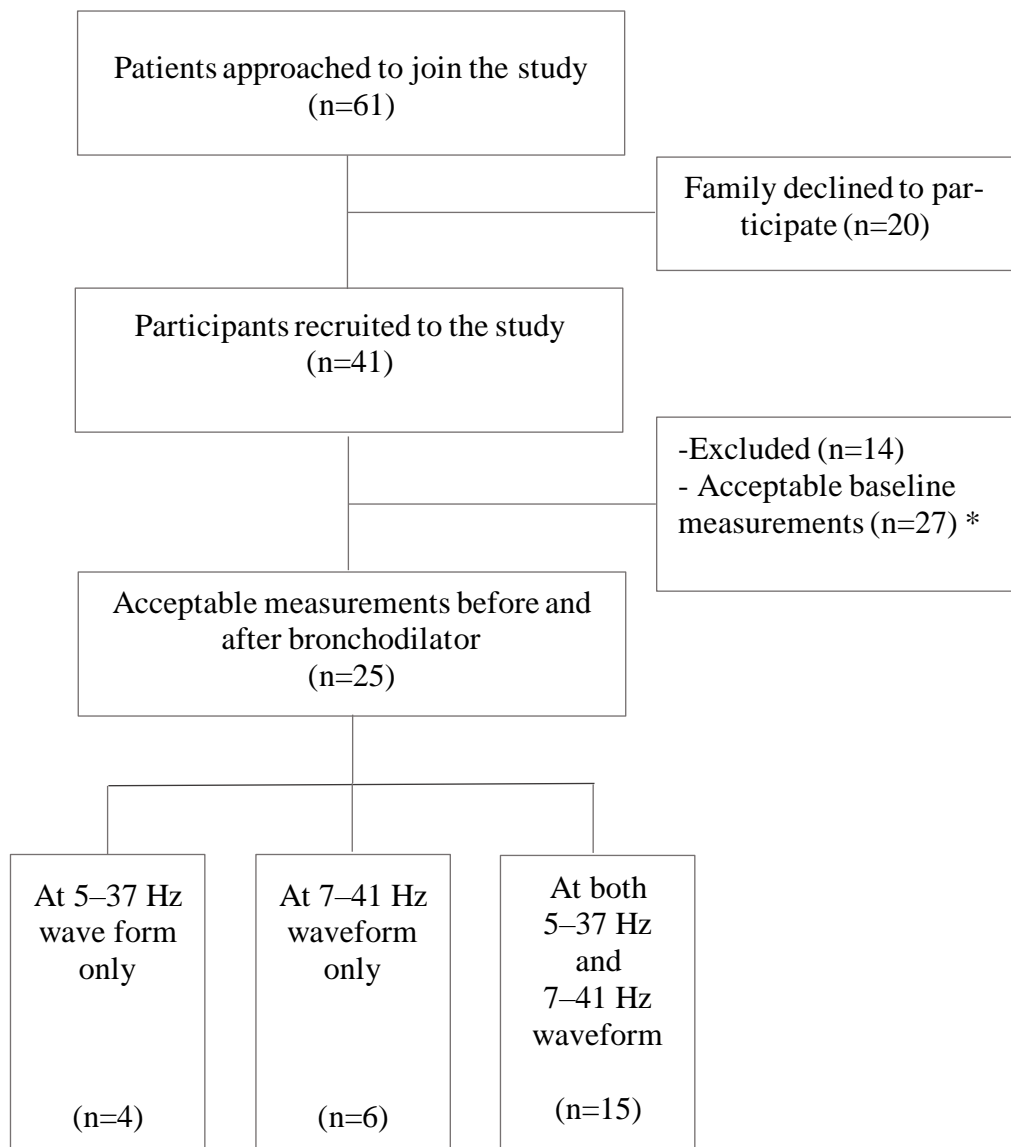 Patients approached to join the study
(n=61)
Family declined to par-
ticipate (n=20)
Participants recruited to the study
(n=41)
-Excluded (n=14)
- Acceptable baseline
measurements (n=27) *
Acceptable measurements before and
after bronchodilator
(n=25)
At 5–37 Hz
wave form
only
(n=4)
At 7–41 Hz
waveform
only
(n=6)
At both
5–37 Hz
and
7–41 Hz
waveform
(n=15)